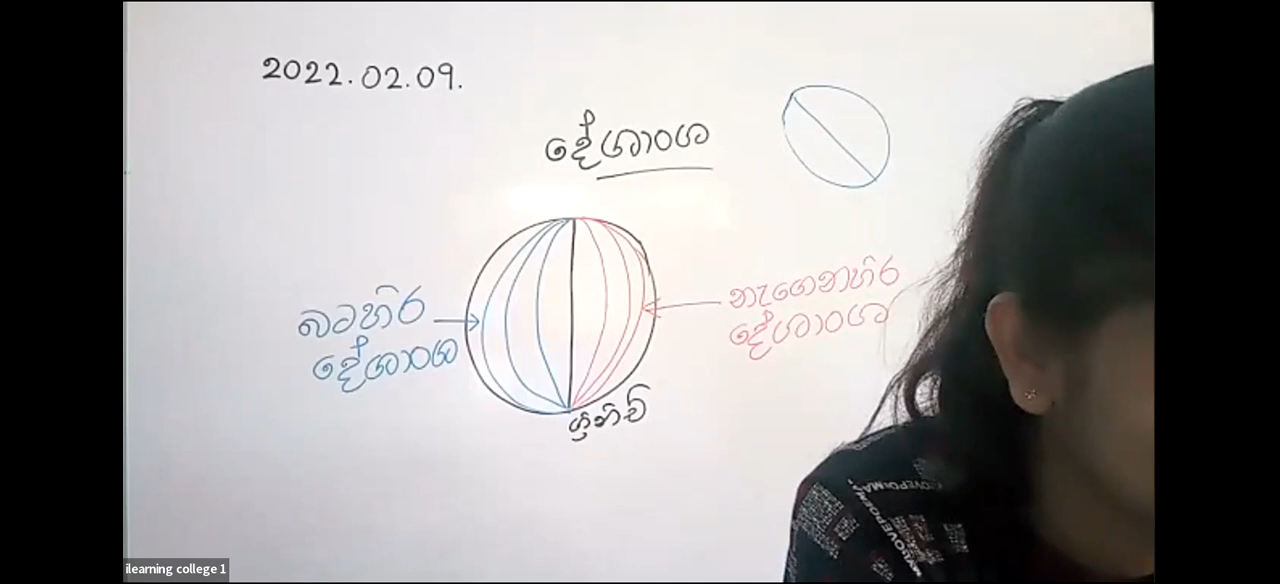 2022.02.09.
දේශාංශ
බටහිර
දේශාංශ
නැගෙනහිර
දේශාංශ
ග්‍රිනිච්
ilearning college 1